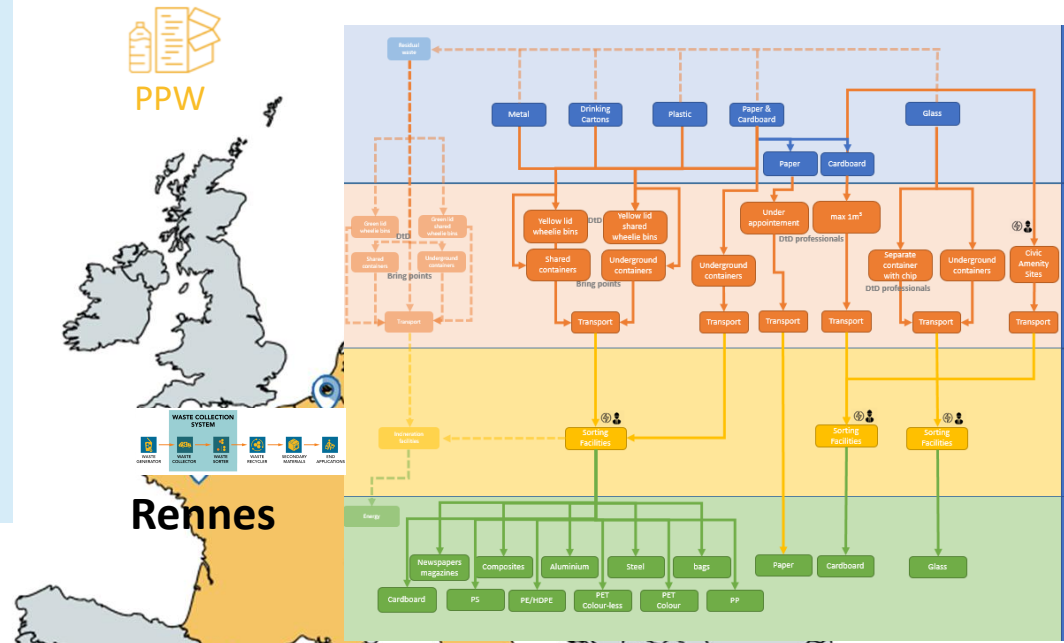 PPW
Residual
waste
Metal
Drinking
Cartons
Plastic
Paper &
Cardboard
Glass
Paper
Cardboard
Green lid
wheelie bins
Green lid
shared
wheelie bins
DtD
Shared
containers
Underground
containers
Bring points
Transport
Yellow lid
wheelie bins
DtD
Yellow lid
shared
wheelie bins
Shared
containers
Underground
containers
Bring points
Underground
containers
Under
appointement
max 1m³
DtD professionals
Separate
container
with chip
Underground
containers
DtD professionals
Civic
Amenity
Sites
Transport
Transport
Transport
Transport
Transport
Transport
WASTE COLLECTION
SYSTEM
WASTE
GENERATOR
WASTE
COLLECTOR
WASTE
SORTER
WASTE
RECYCLER
SECONDARY
MATERIALS
END
APPLICATIONS
Incineration
facilities
Sorting
Facilities
Sorting
Facilities
Sorting
Facilities
Rennes
Energy
Newspapers
magazines
Composites
Aluminium
Steel
bags
Paper
Cardboard
Glass
Cardboard
PS
PE/HDPE
PET
Colour-less
PET
Colour
PP